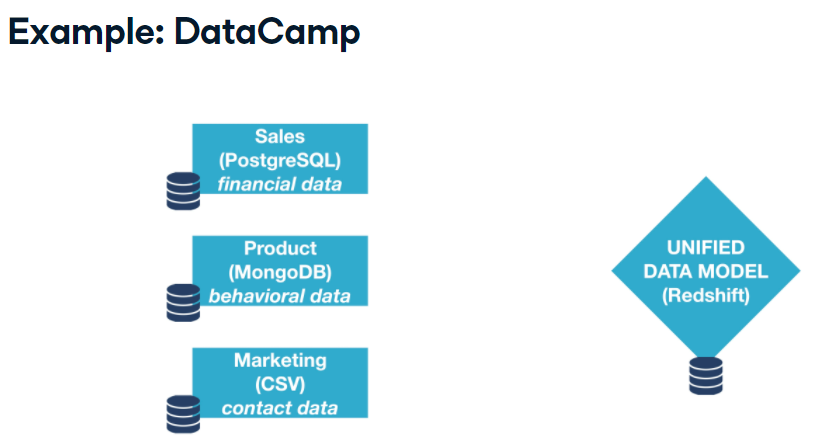 Example: DataCamp
Sales
(PostgreSQL)
financial data
Product
(MongoDB)
behavioral data
Marketing
(CSV)
contact data
UNIFIED
DATA MODEL
(Redshift)